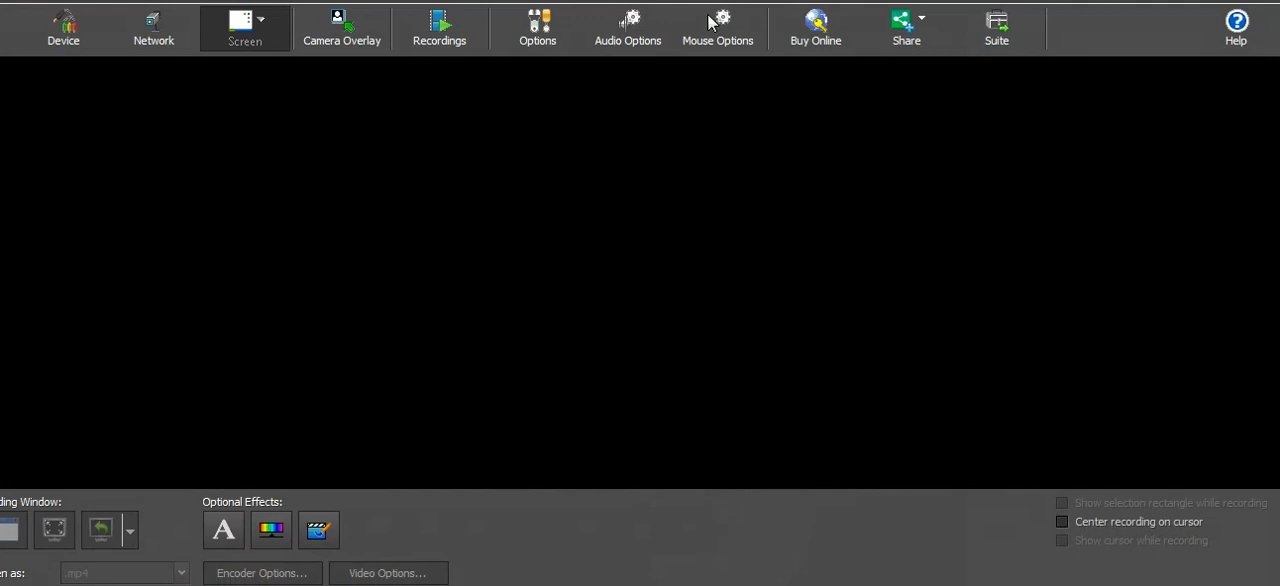 Device
Network
Screen
Camera Overlay
Recordings
Options
Audio Options
Mouse Options
Buy Online
Share
Suite
Help
ding Window:
Optional Effects:
A
Show selection rectangle while recording
Center recording on cursor
Show cursor while recording
en as:
.mp4
Encoder Options...
Video Options...